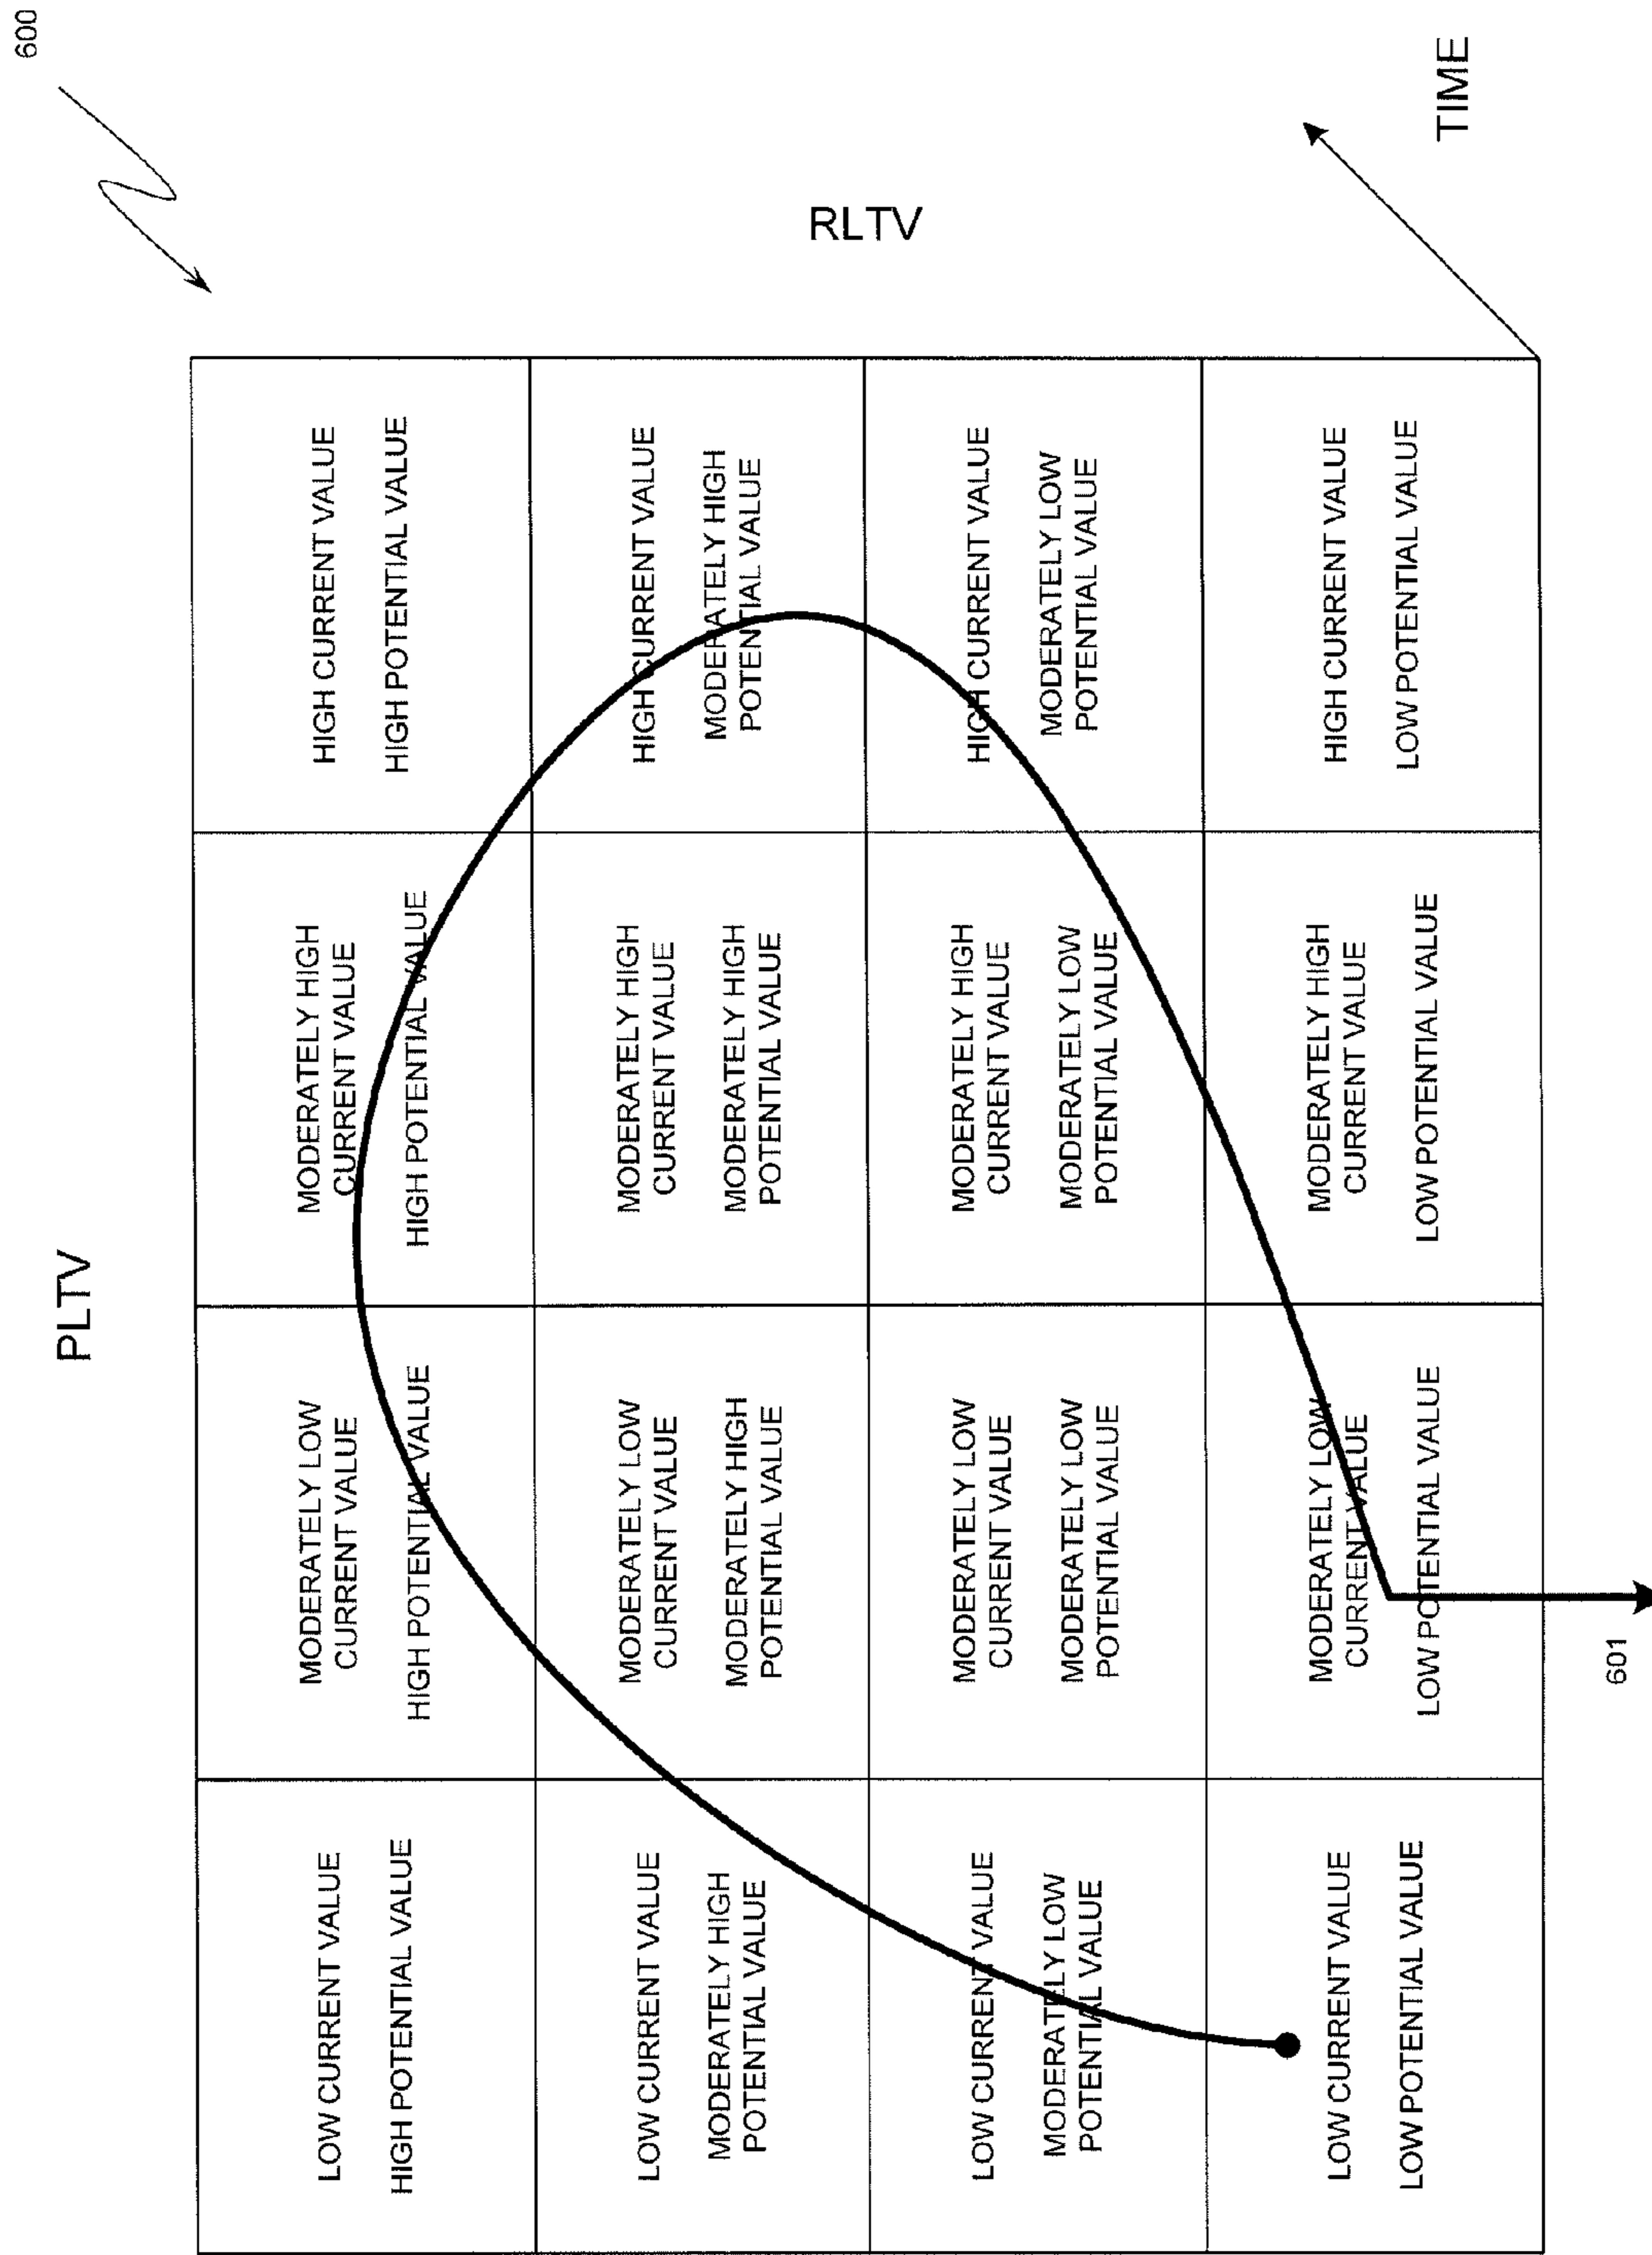 600
PLTV
LOW CURRENT VALUE
HIGH POTENTIAL VALUE
MODERATELY LOW
CURRENT VALUE
HIGH POTENTIAL VALUE
MODERATELY HIGH
CURRENT VALUE
HIGH POTENTIAL VALUE
HIGH CURRENT VALUE
HIGH POTENTIAL VALUE
LOW CURRENT VALUE
MODERATELY HIGH
POTENTIAL VALUE
MODERATELY LOW
CURRENT VALUE
MODERATELY HIGH
POTENTIAL VALUE
MODERATELY HIGH
CURRENT VALUE
MODERATELY HIGH
POTENTIAL VALUE
HIGH CURRENT VALUE
MODERATELY HIGH
POTENTIAL VALUE
RLTV
LOW CURRENT VALUE
MODERATELY LOW
POTENTIAL VALUE
MODERATELY LOW
CURRENT VALUE
MODERATELY LOW
POTENTIAL VALUE
MODERATELY HIGH
CURRENT VALUE
MODERATELY LOW
POTENTIAL VALUE
HIGH CURRENT VALUE
MODERATELY LOW
POTENTIAL VALUE
LOW CURRENT VALUE
LOW POTENTIAL VALUE
MODERATELY LOW
CURRENT VALUE
LOW POTENTIAL VALUE
MODERATELY HIGH
CURRENT VALUE
LOW POTENTIAL VALUE
HIGH CURRENT VALUE
LOW POTENTIAL VALUE
TIME
601